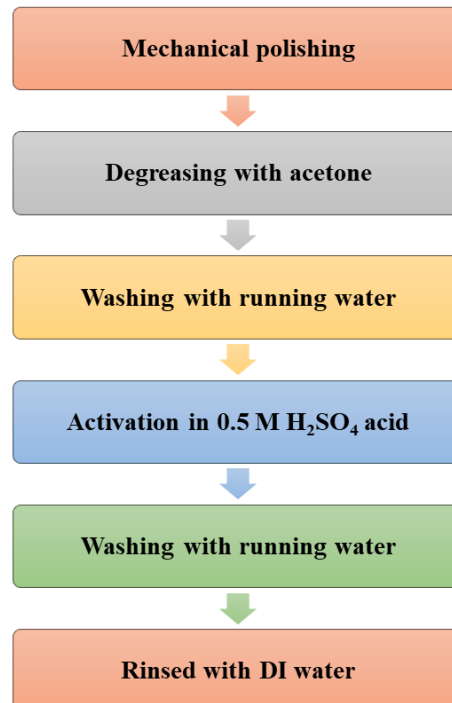 Mechanical polishing
Degreasing with acetone
Washing with running water
Activation in 0.5 M H₂SO₄ acid
Washing with running water
Rinsed with DI water